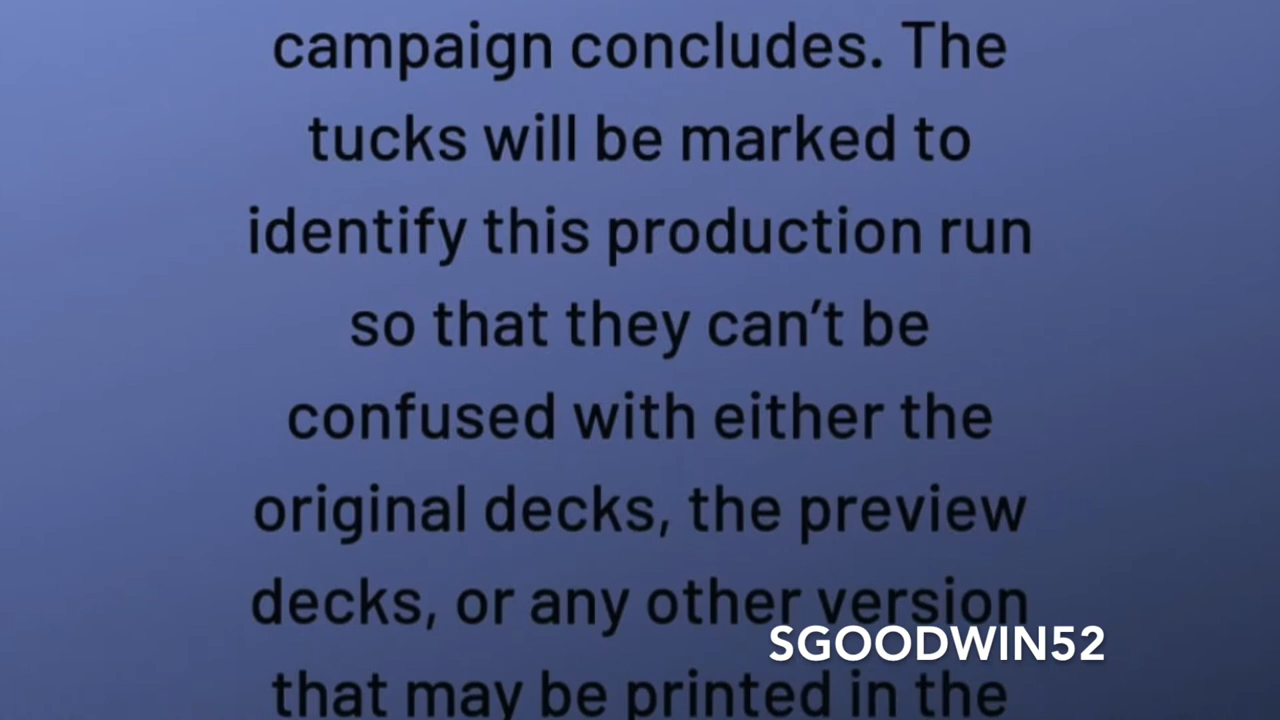 campaign concludes. The
tucks will be marked to
identify this production run
so that they can’t be
confused with either the
original decks, the preview
decks, or any other version
SGOODWIN52
that may be printed in the